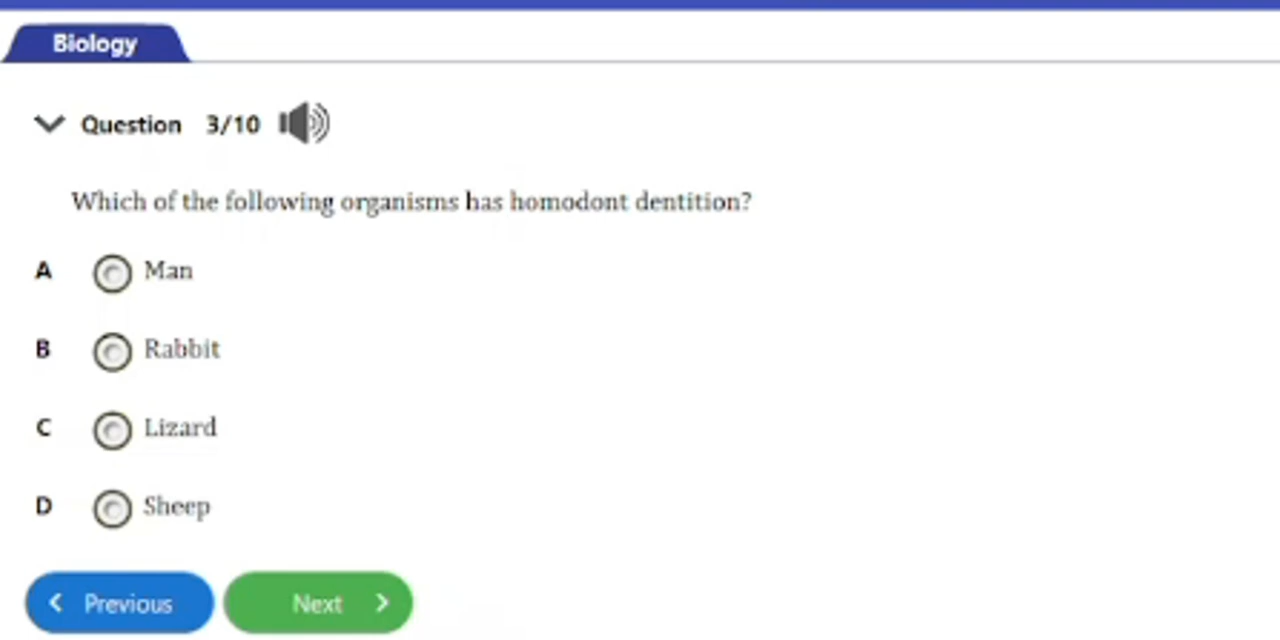 Biology
Question 3/10
Which of the following organisms has homodont dentition?
A Man
B Rabbit
C Lizard
D Sheep
Previous Next